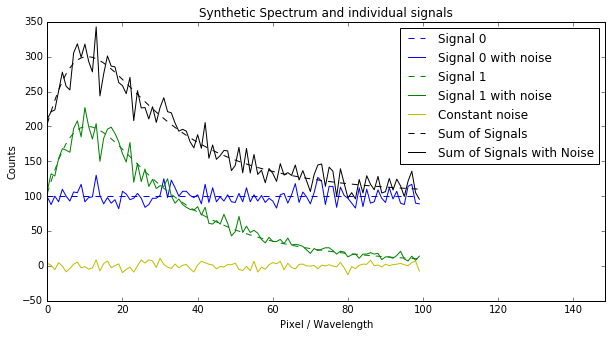 Synthetic Spectrum and individual signals
350
300
250
200
150
100
50
0
−50
Counts
Signal 0
Signal 0 with noise
Signal 1
Signal 1 with noise
Constant noise
Sum of Signals
Sum of Signals with Noise
0 20 40 60 80 100 120 140
Pixel / Wavelength